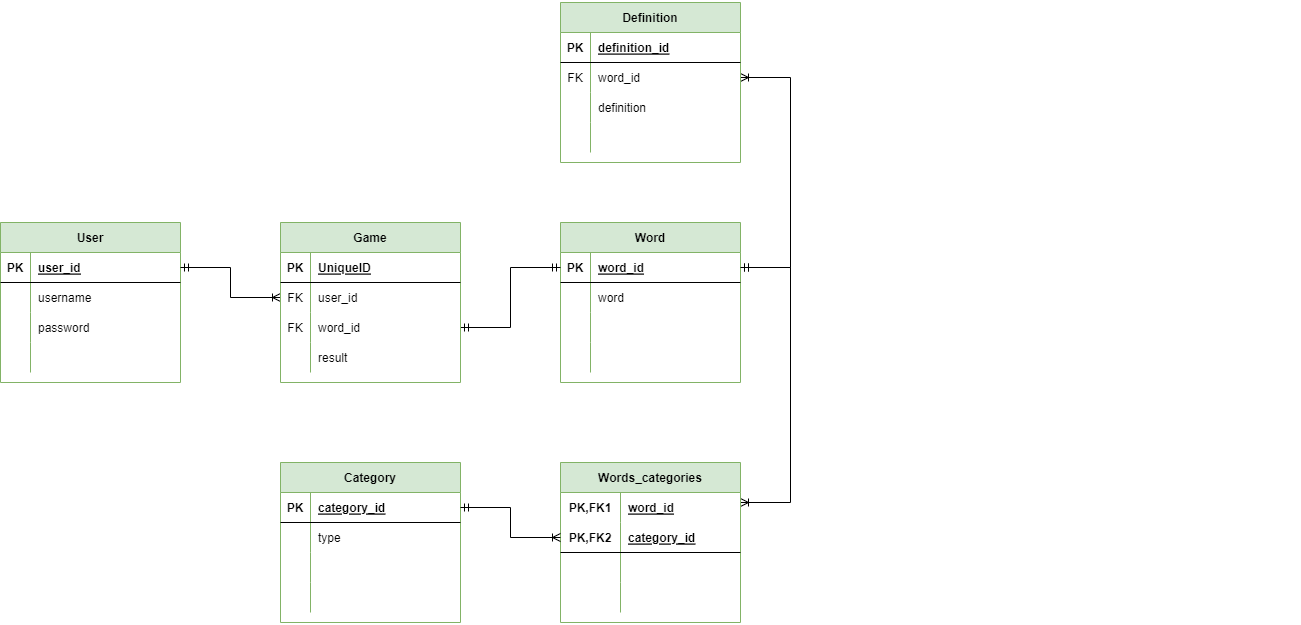 Definition
PK definition_id
FK word_id
definition
User
PK user_id
username
password
Game
PK UniqueID
FK user_id
FK word_id
result
Word
PK word_id
word
Category
PK category_id
type
Words_categories
PK,FK1 word_id
PK,FK2 category_id